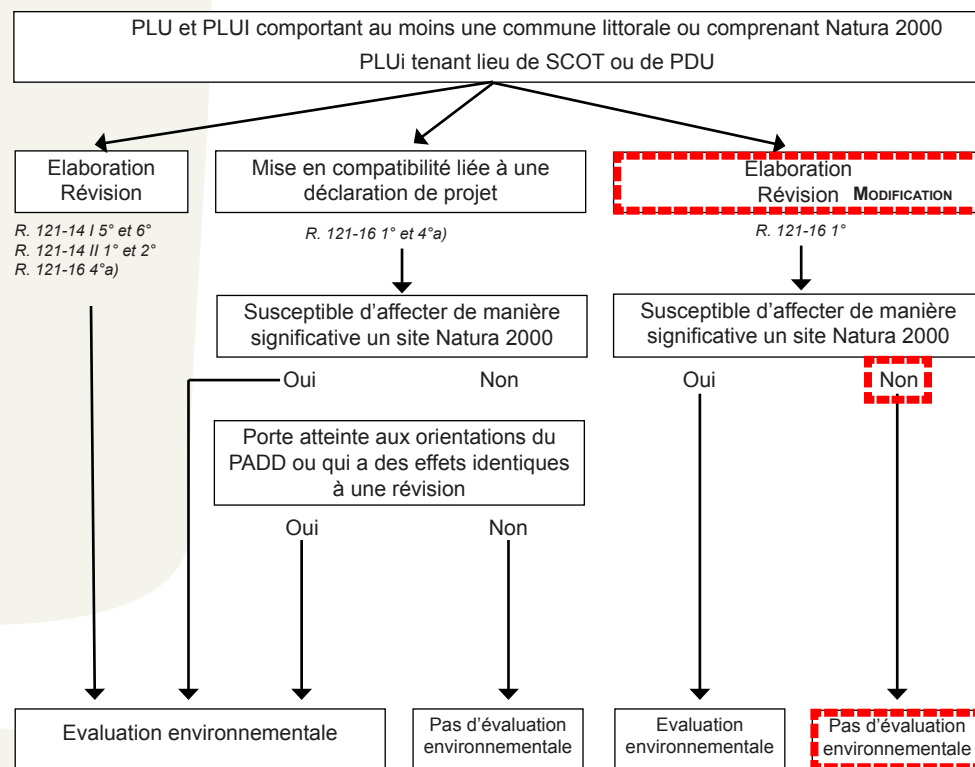 PLU et PLUI comportant au moins une commune littorale ou comprenant Natura 2000
PLUi tenant lieu de SCOT ou de PDU
Elaboration
Révision
R. 121-14 I 5° et 6°
R. 121-14 II 1° et 2°
R. 121-16 4°a)
Mise en compatibilité liée à une
déclaration de projet
R. 121-16 1° et 4°a)
Elaboration
Révision MODIFICATION
R. 121-16 1°
Susceptible d'affecter de manière
significative un site Natura 2000
Oui Non
Susceptible d'affecter de manière
significative un site Natura 2000
Oui Non
Porte atteinte aux orientations du
PADD ou qui a des effets identiques
à une révision
Oui Non
Evaluation environnementale
Pas d'évaluation
environnementale
Evaluation
environnementale
Pas d'évaluation
environnementale